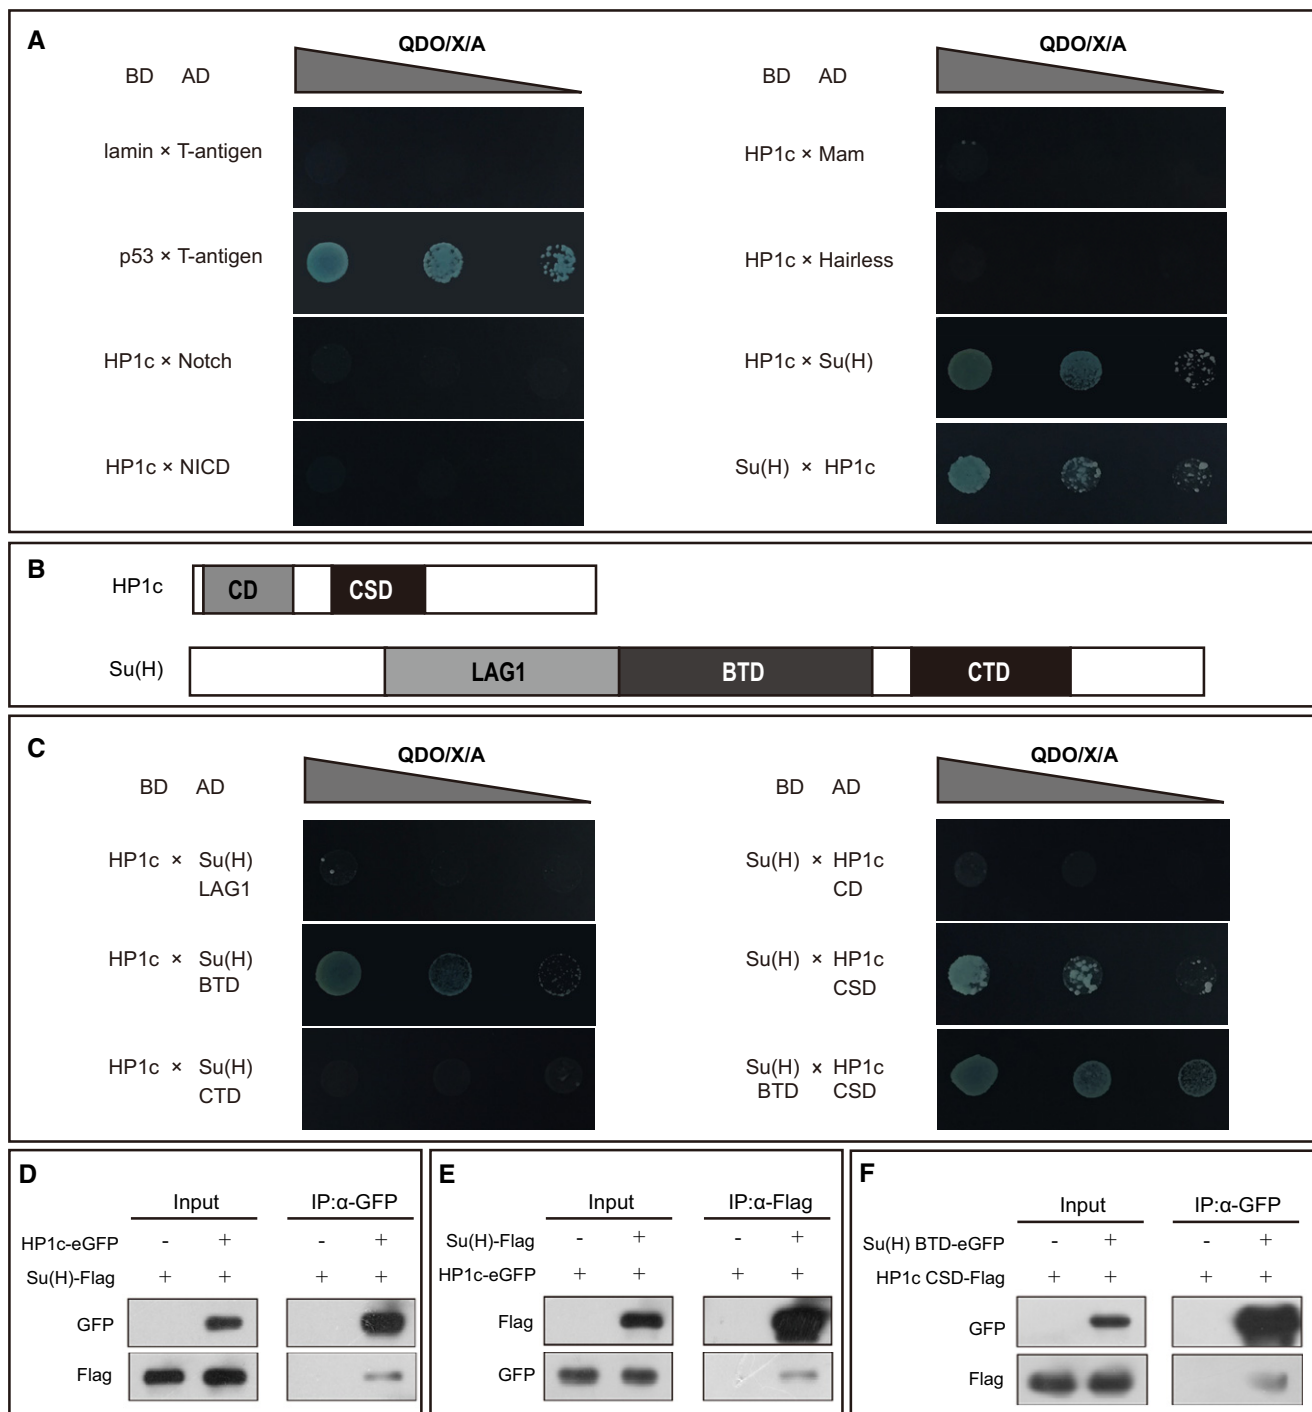 A
QDO/X/A
BD AD
lamin × T-antigen
p53 × T-antigen
HP1c × Notch
HP1c × NICD
QDO/X/A
BD AD
HP1c × Mam
HP1c × Hairless
HP1c × Su(H)
Su(H) × HP1c
B
HP1c
CD
CSD
Su(H)
LAG1
BTD
CTD
C
QDO/X/A
BD AD
HP1c × Su(H)
LAG1
HP1c × Su(H)
BTD
HP1c × Su(H)
CTD
QDO/X/A
BD AD
Su(H) × HP1c
CD
Su(H) × HP1c
CSD
Su(H) × HP1c
BTD CSD
D
Input IP:α-GFP
HP1c-eGFP - + - +
Su(H)-Flag + + + +
GFP
Flag
E
Input IP:α-Flag
Su(H)-Flag - + - +
HP1c-eGFP + + + +
Flag
GFP
F
Input IP:α-GFP
Su(H) BTD-eGFP - + - +
HP1c CSD-Flag + + + +
GFP
Flag